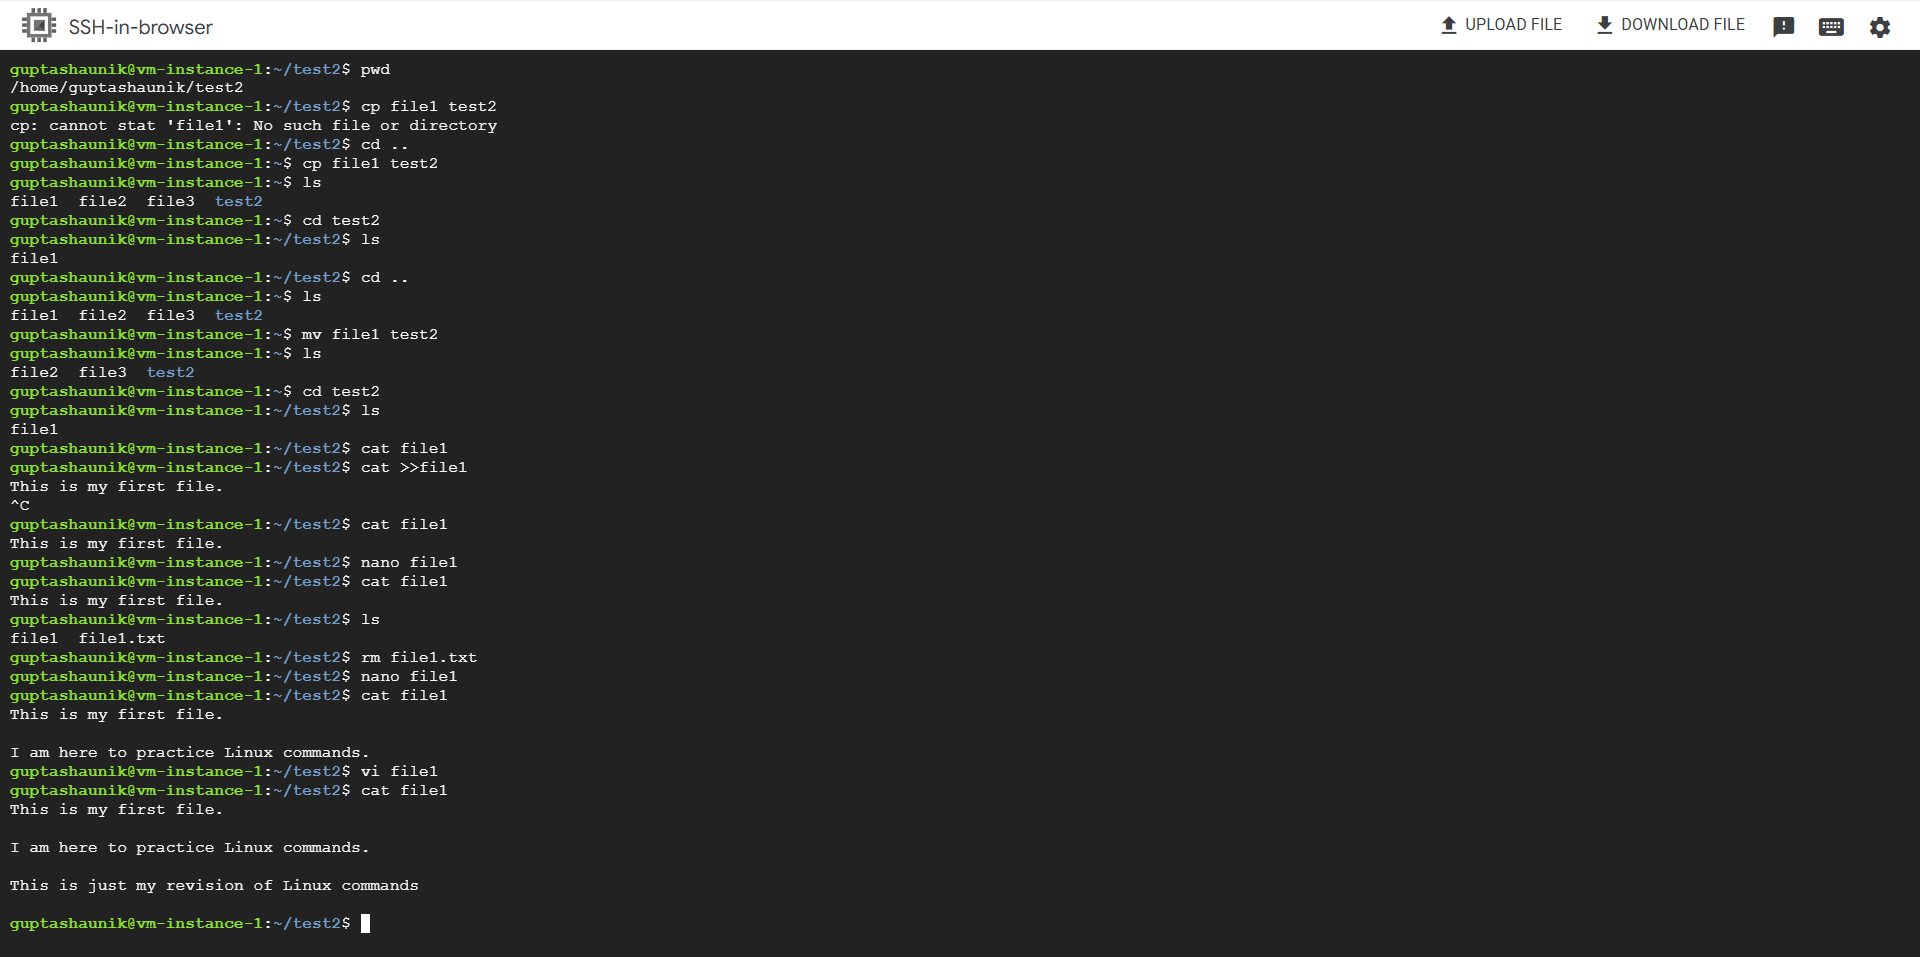 SSH-in-browser
UPLOAD FILE
DOWNLOAD FILE
guptashaunik@vm-instance-1:~/test2$ pwd
/home/guptashaunik/test2
guptashaunik@vm-instance-1:~/test2$ cp file1 test2
cp: cannot stat 'file1': No such file or directory
guptashaunik@vm-instance-1:~/test2$ cd ..
guptashaunik@vm-instance-1:~$ cp file1 test2
guptashaunik@vm-instance-1:~$ ls
file1  file2  file3  test2
guptashaunik@vm-instance-1:~$ cd test2
guptashaunik@vm-instance-1:~/test2$ ls
file1
guptashaunik@vm-instance-1:~/test2$ cd ..
guptashaunik@vm-instance-1:~$ ls
file1  file2  file3  test2
guptashaunik@vm-instance-1:~$ mv file1 test2
guptashaunik@vm-instance-1:~$ ls
file2  file3  test2
guptashaunik@vm-instance-1:~$ cd test2
guptashaunik@vm-instance-1:~/test2$ ls
file1
guptashaunik@vm-instance-1:~/test2$ cat file1
guptashaunik@vm-instance-1:~/test2$ cat >>file1
This is my first file.
^C
guptashaunik@vm-instance-1:~/test2$ cat file1
This is my first file.
guptashaunik@vm-instance-1:~/test2$ nano file1
guptashaunik@vm-instance-1:~/test2$ cat file1
This is my first file.
guptashaunik@vm-instance-1:~/test2$ ls
file1  file1.txt
guptashaunik@vm-instance-1:~/test2$ rm file1.txt
guptashaunik@vm-instance-1:~/test2$ nano file1
guptashaunik@vm-instance-1:~/test2$ cat file1
This is my first file.
I am here to practice Linux commands.
guptashaunik@vm-instance-1:~/test2$ vi file1
guptashaunik@vm-instance-1:~/test2$ cat file1
This is my first file.
I am here to practice Linux commands.
This is just my revision of Linux commands
guptashaunik@vm-instance-1:~/test2$